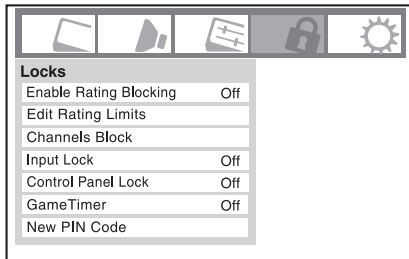 Locks
Enable Rating Blocking Off
Edit Rating Limits
Channels Block
Input Lock Off
Control Panel Lock Off
GameTimer Off
New PIN Code